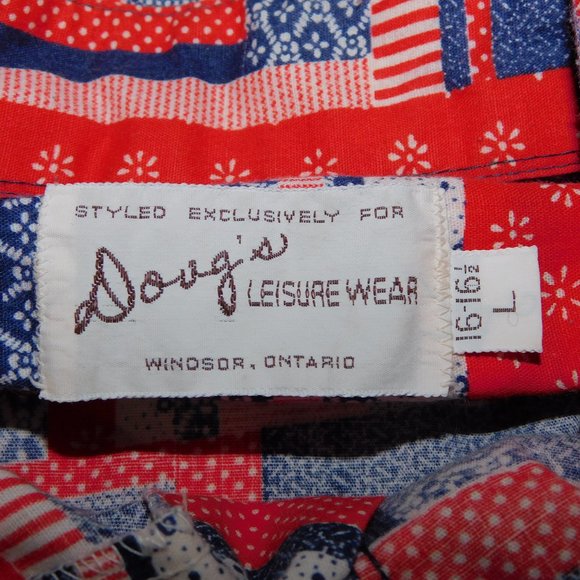 STYLED EXCLUSIVELY FOR
Doug's
LEISURE WEAR
WINDSOR, ONTARIO
16-16½
L